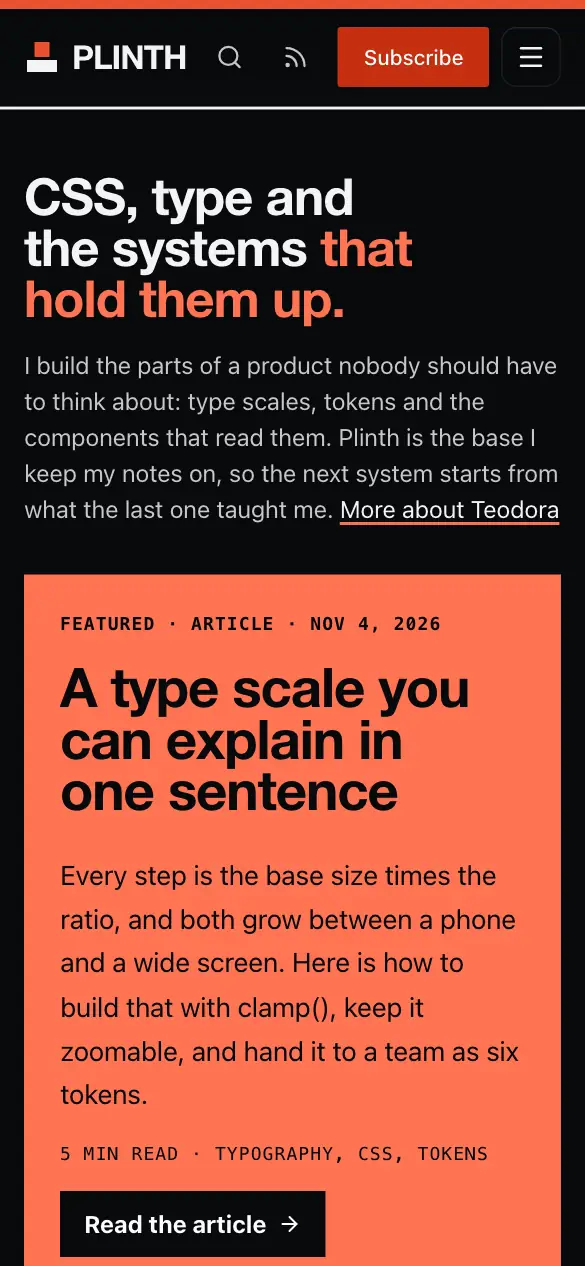 PLINTH
Subscribe
CSS, type and
the systems that
hold them up.
I build the parts of a product nobody should have
to think about: type scales, tokens and the
components that read them. Plinth is the base I
keep my notes on, so the next system starts from
what the last one taught me. More about Teodora
FEATURED · ARTICLE · NOV 4, 2026
A type scale you
can explain in
one sentence
Every step is the base size times the
ratio, and both grow between a phone
and a wide screen. Here is how to
build that with clamp(), keep it
zoomable, and hand it to a team as six
tokens.
5 MIN READ · TYPOGRAPHY, CSS, TOKENS
Read the article →